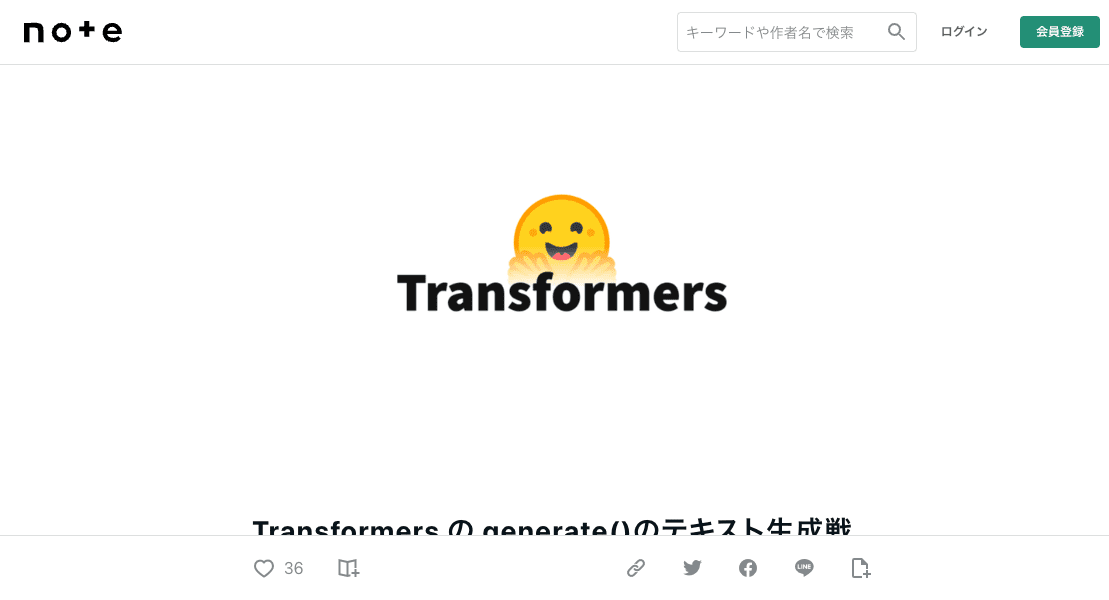 note
キーワードや作者名で検索
ログイン
会員登録
Transformers
Transformers の generate()のテキスト生成戦
36
LINE